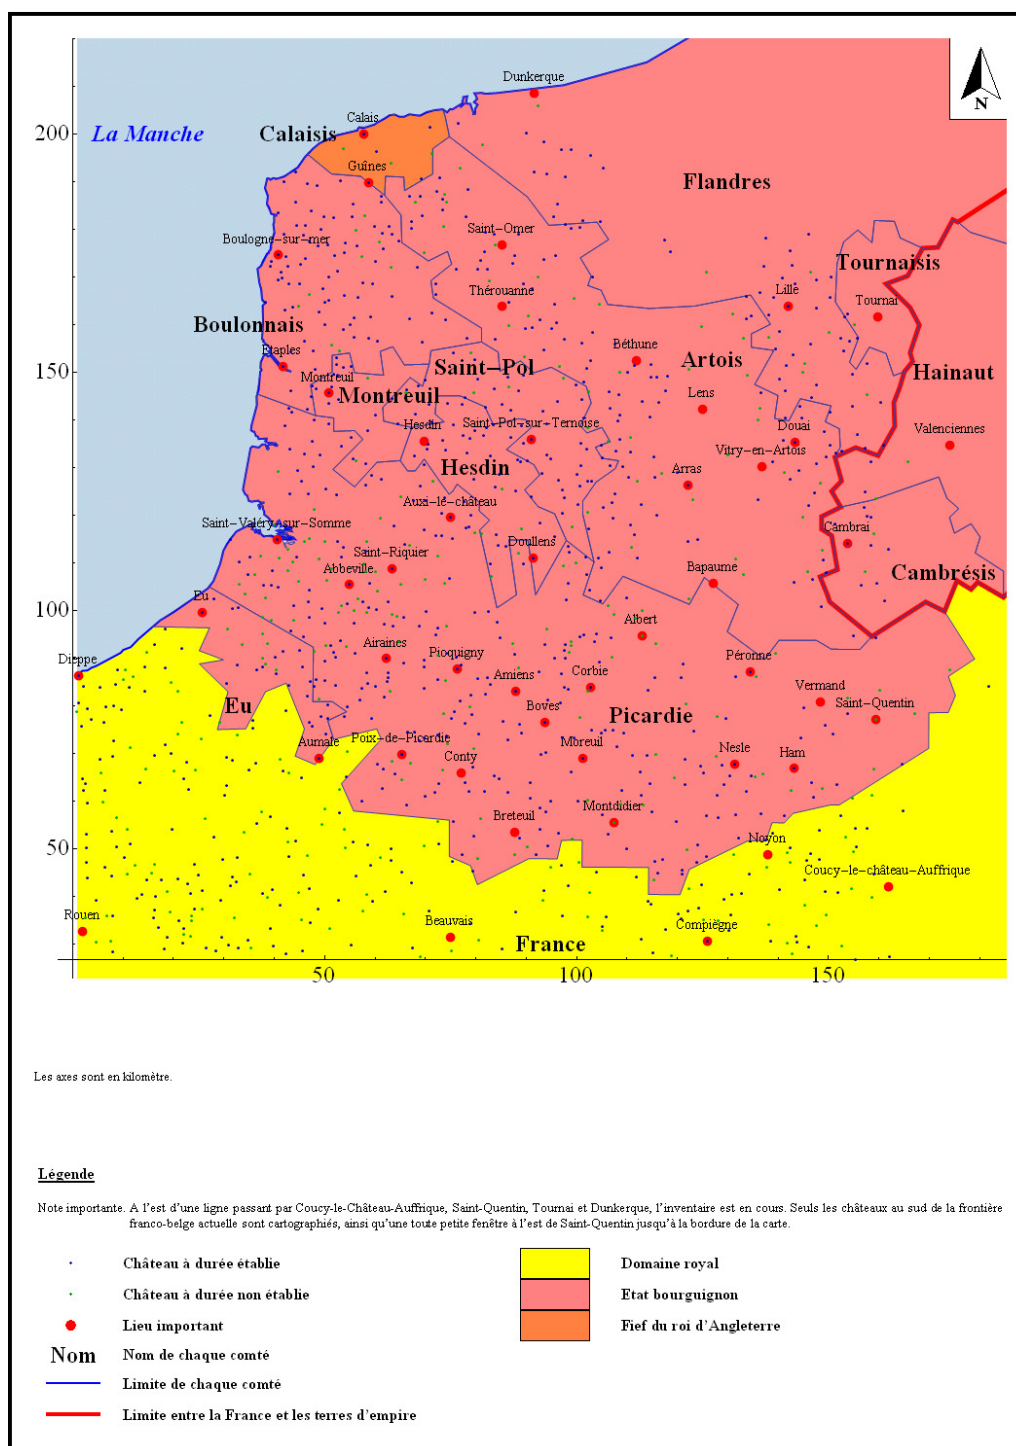 Dunkerque
N
Calais
200
La Manche
Calaisis
Guînes
Flandres
Boulogne-sur-mer
Saint-Omer
Tournaisis
Thérouanne
Lille
Tournai
Boulonnais
Etaples
Béthune
Artois
150
Saint-Pol
Hainaut
Montreuil
Montreuil
Lens
Hesdin
Saint-Pol-sur-Ternoise
Douai
Valenciennes
Vitry-en-Artois
Hesdin
Arras
Auxi-le-château
Saint-Valéry-sur-Somme
Cambrai
Saint-Riquier
Doullens
Abbeville
Bapaume
Cambrésis
100
Eu
Albert
Airaines
Picquigny
Dieppe
Péronne
Amiens
Corbie
Vermand
Eu
Boves
Picardie
Saint-Quentin
Aumale
Poix-de-Picardie
Moreuil
Nesle
Ham
Conty
Breteuil
Montdidier
50
Noyon
Coucy-le-château-Auffrique
Rouen
Beauvais
Compiègne
France
50
100
150
Les axes sont en kilomètre.
Légende
Note importante. A l'est d'une ligne passant par Coucy-le-Château-Auffrique, Saint-Quentin, Tournai et Dunkerque, l'inventaire est en cours. Seuls les châteaux au sud de la frontière
franco-belge actuelle sont cartographiés, ainsi qu'une toute petite fenêtre à l'est de Saint-Quentin jusqu'à la bordure de la carte.
Château à durée établie
Domaine royal
Château à durée non établie
Etat bourguignon
Lieu important
Fief du roi d'Angleterre
Nom
Nom de chaque comté
Limite de chaque comté
Limite entre la France et les terres d'empire